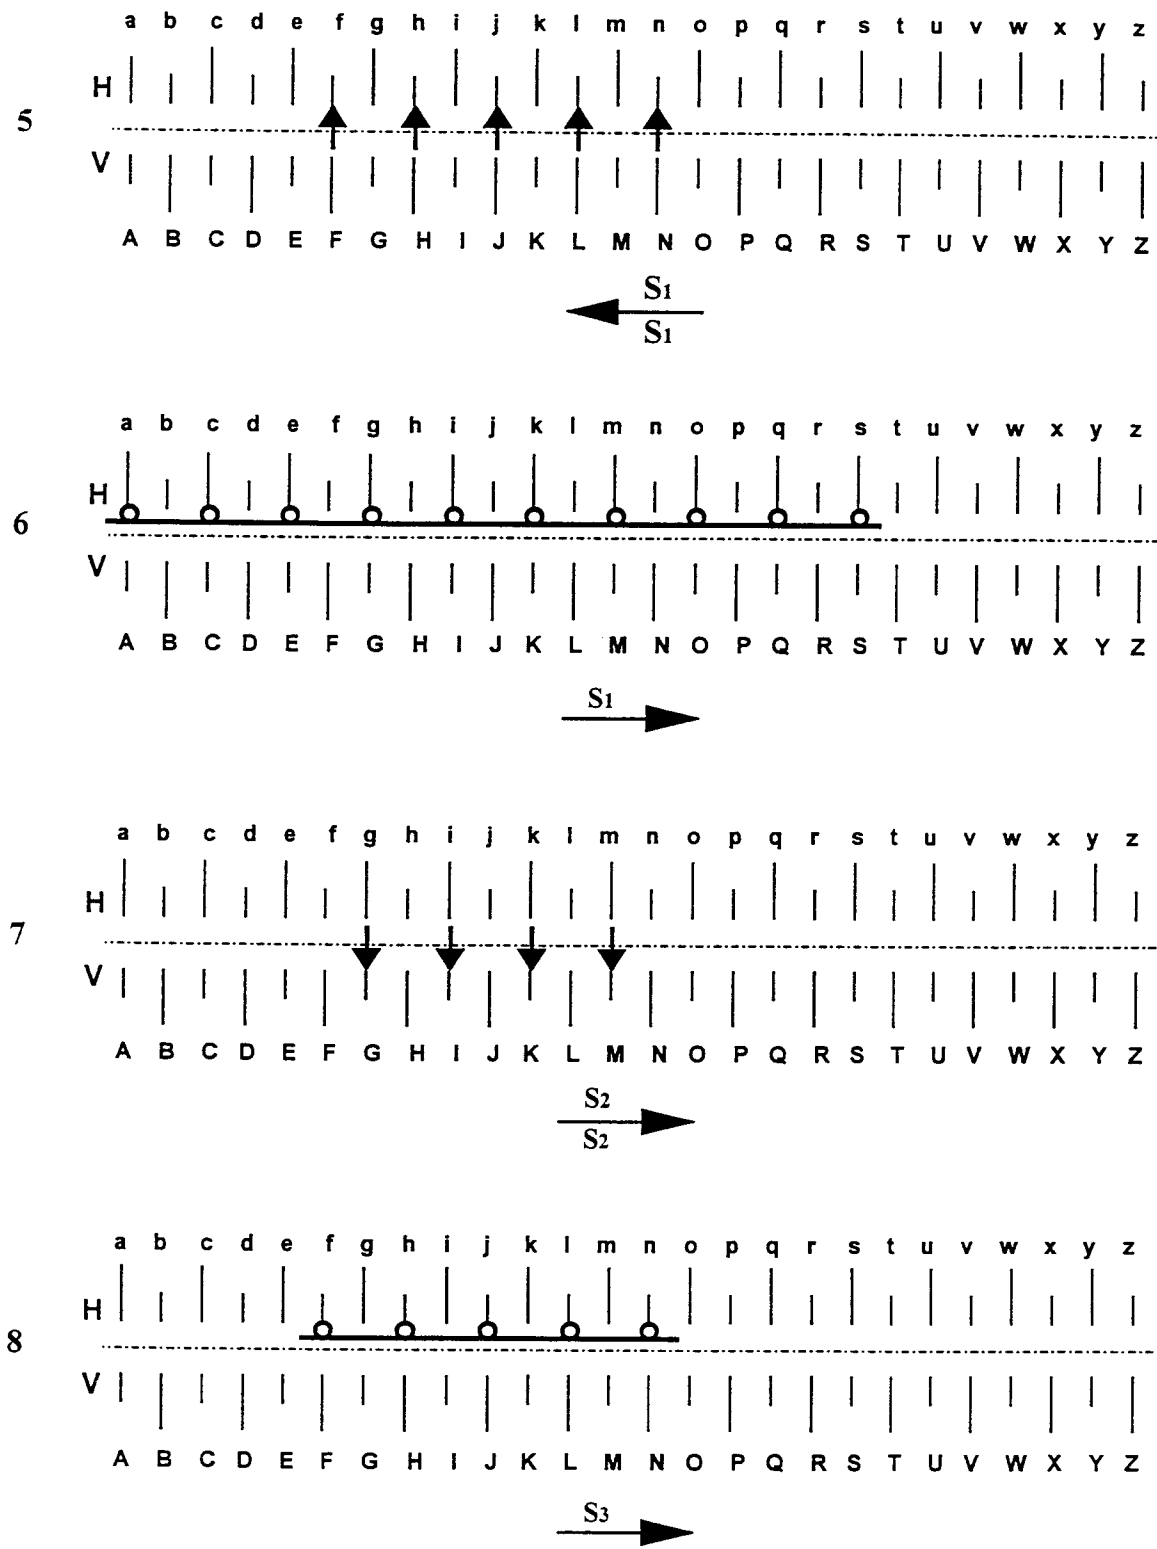 a b c d e f g h i j k l m n o p q r s t u v w x y z
H
5
V
A B C D E F G H I J K L M N O P Q R S T U V W X Y Z
S1
S1
a b c d e f g h i j k l m n o p q r s t u v w x y z
H
6
V
A B C D E F G H I J K L M N O P Q R S T U V W X Y Z
S1
a b c d e f g h i j k l m n o p q r s t u v w x y z
H
7
V
A B C D E F G H I J K L M N O P Q R S T U V W X Y Z
S2
S2
a b c d e f g h i j k l m n o p q r s t u v w x y z
H
8
V
A B C D E F G H I J K L M N O P Q R S T U V W X Y Z
S3